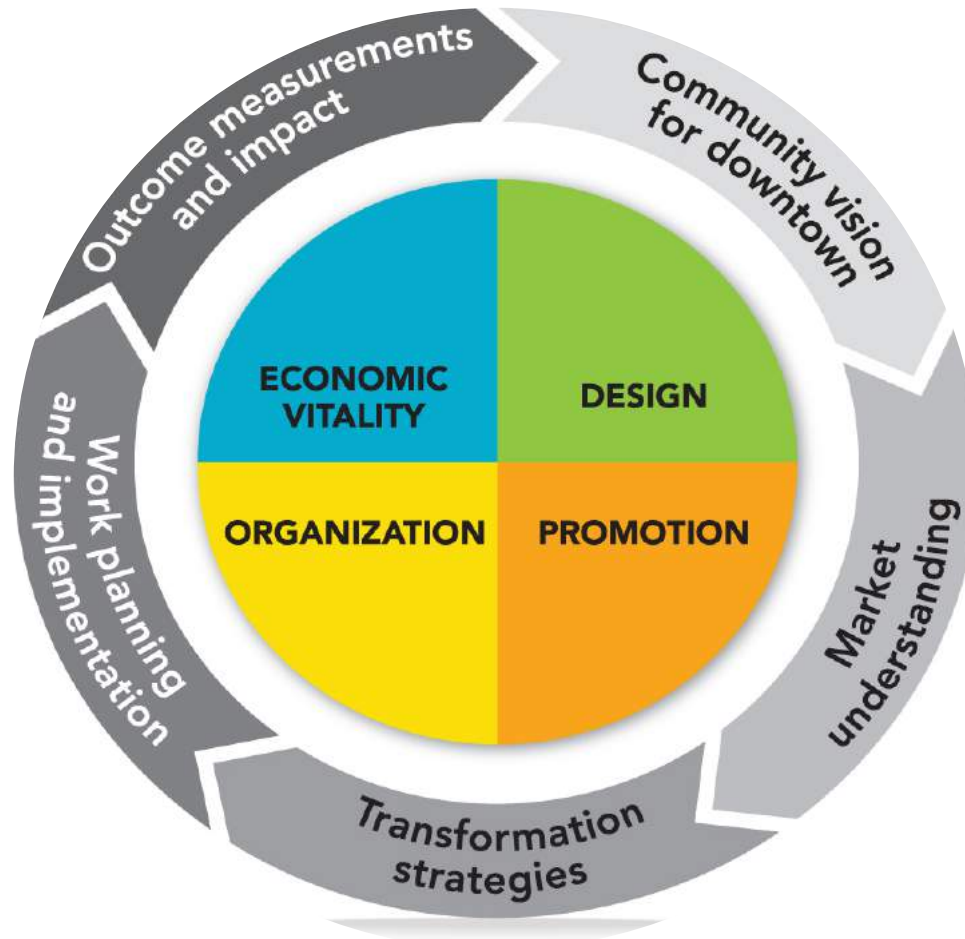 Outcome measurements
and impact
Community vision
for downtown
Market
understanding
Transformation
strategies
Work planning
and implementation
ECONOMIC
VITALITY
DESIGN
ORGANIZATION
PROMOTION